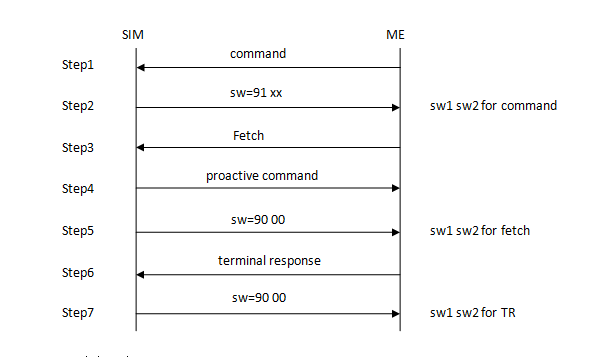 SIM ME
command
Step1
sw=91 xx
Step2 sw1 sw2 for command
Fetch
Step3
proactive command
Step4
sw=90 00
Step5 sw1 sw2 for fetch
terminal response
Step6
sw=90 00
Step7 sw1 sw2 for TR